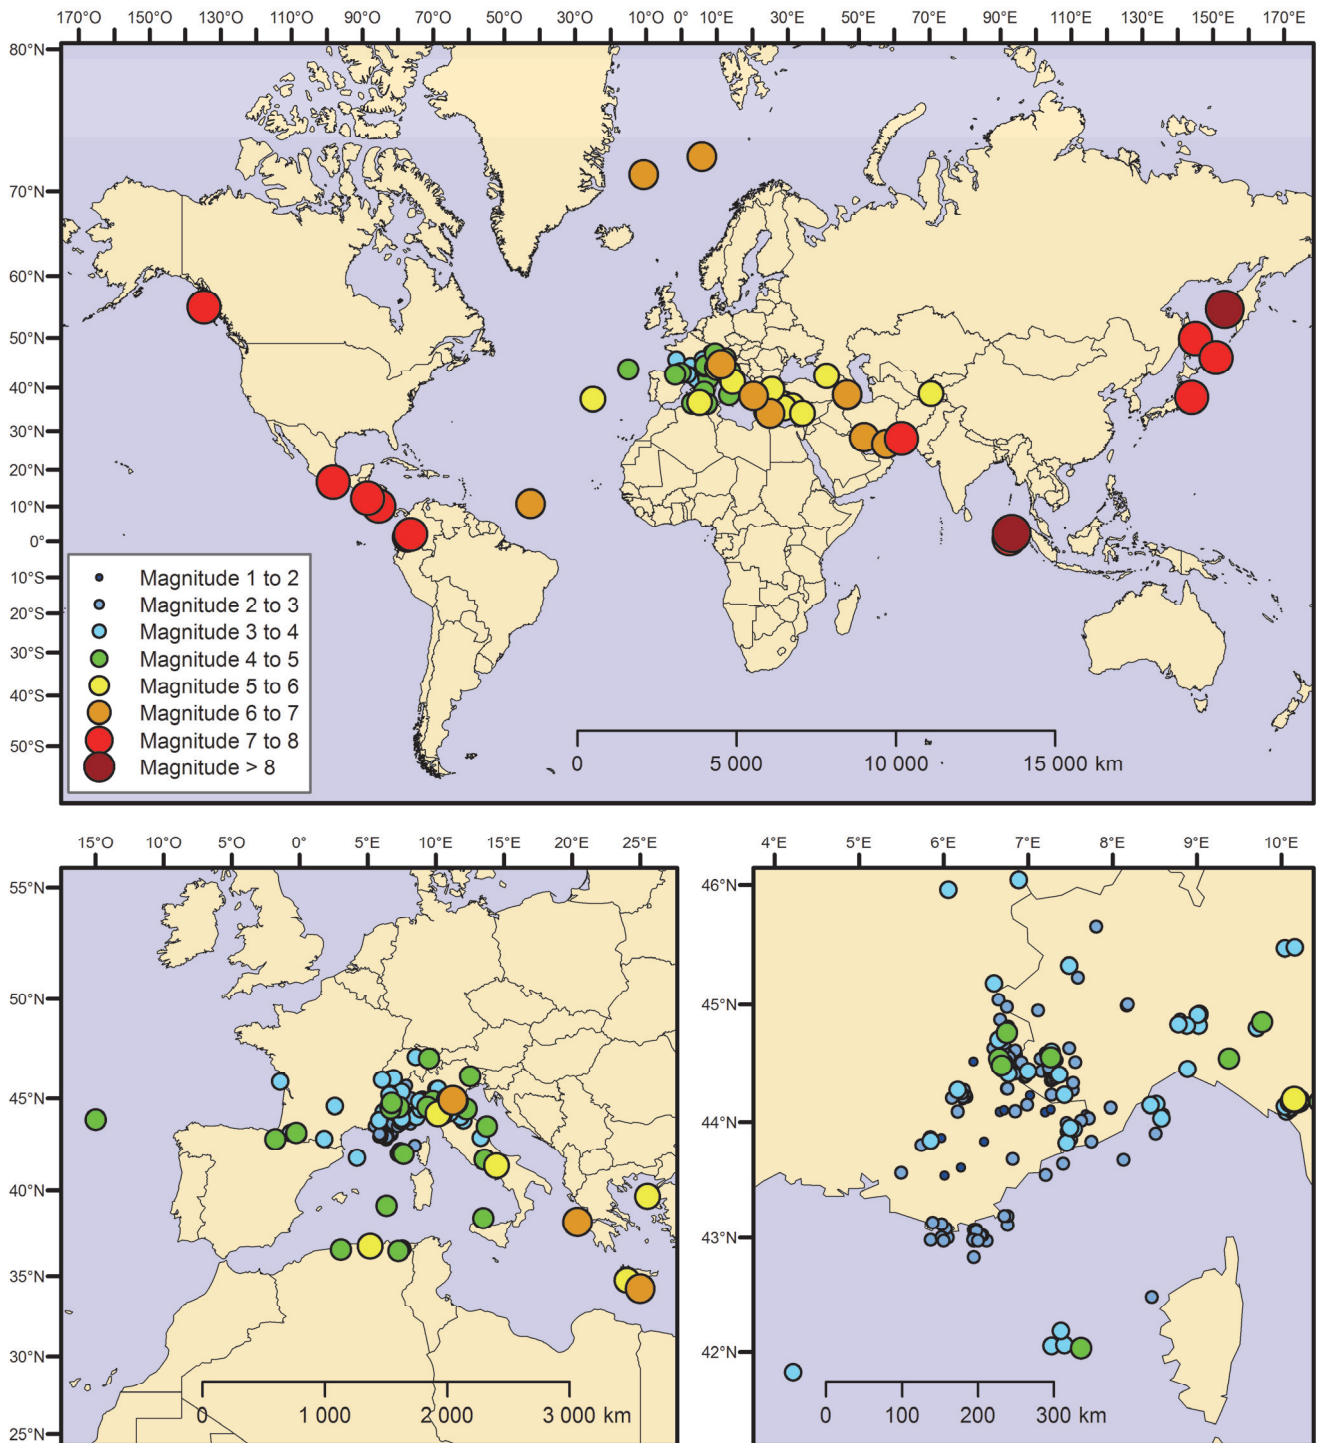 170°O 150°O 130°O 110°O 90°O 70°O 50°O 30°O 10°O 0° 10°E 30°E 50°E 70°E 90°E 110°E 130°E 150°E 170°E
80°N
70°N
60°N
50°N
40°N
30°N
20°N
10°N
0°
10°S
20°S
30°S
40°S
50°S
Magnitude 1 to 2
Magnitude 2 to 3
Magnitude 3 to 4
Magnitude 4 to 5
Magnitude 5 to 6
Magnitude 6 to 7
Magnitude 7 to 8
Magnitude > 8
0 5 000 10 000 15 000 km
15°O 10°O 5°O 0° 5°E 10°E 15°E 20°E 25°E
55°N
50°N
45°N
40°N
35°N
30°N
25°N
0 1 000 2 000 3 000 km
4°E 5°E 6°E 7°E 8°E 9°E 10°E
46°N
45°N
44°N
43°N
42°N
0 100 200 300 km